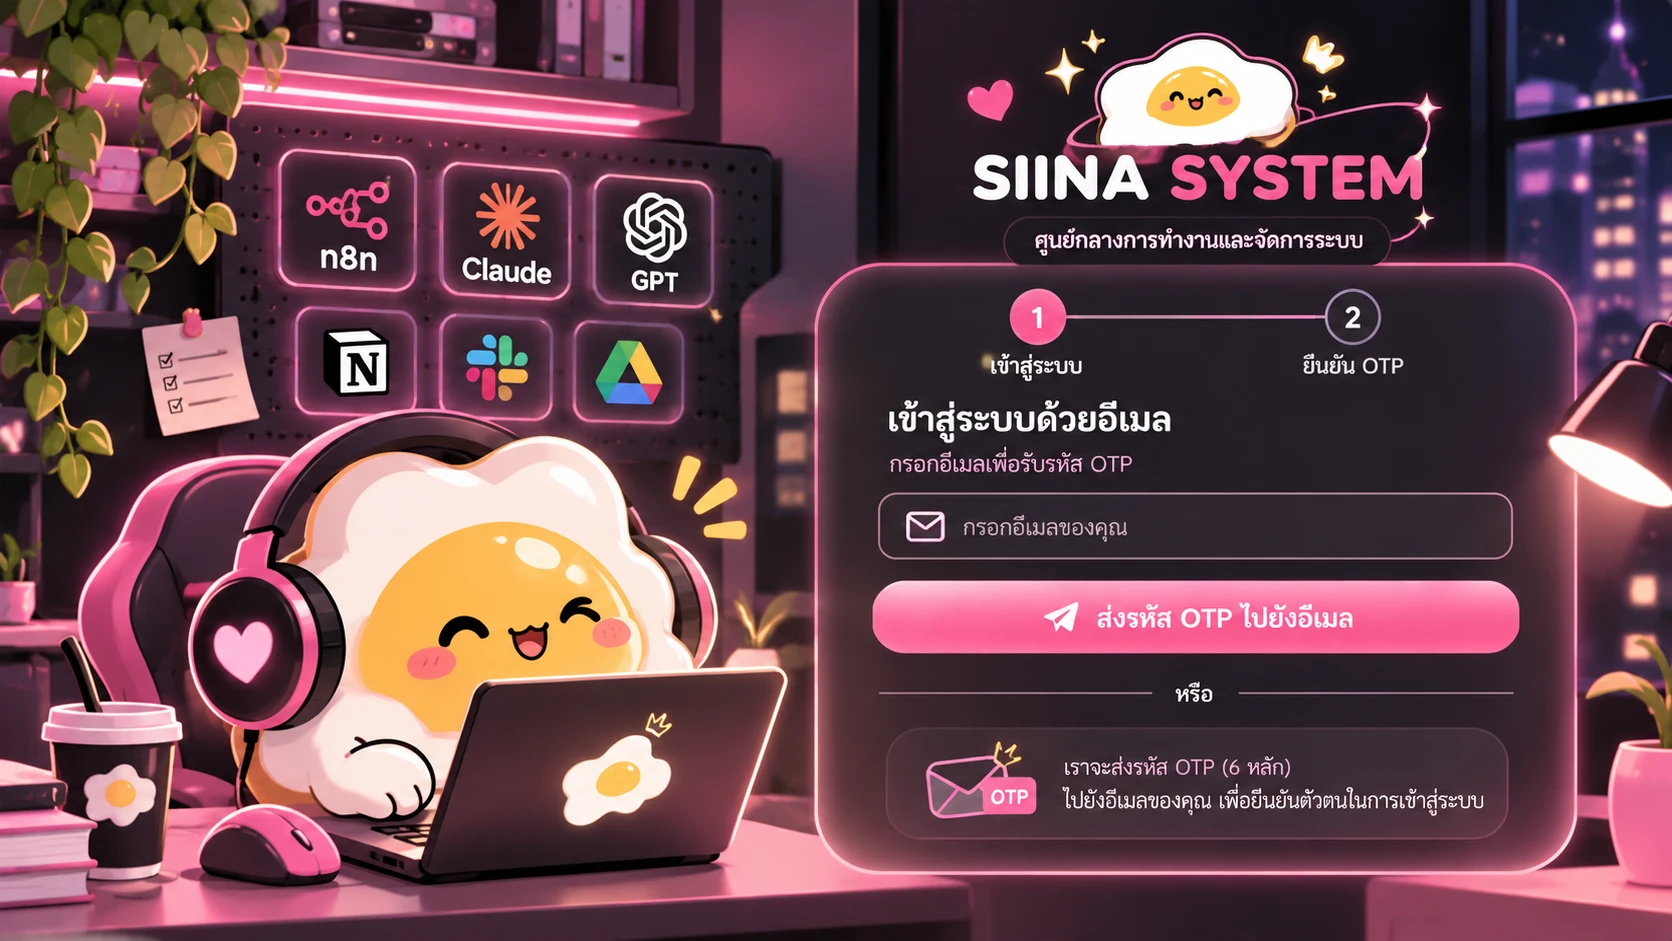 n8n
Claude
GPT
N
SIINA SYSTEM
ศูนย์กลางการทำงานและจัดการระบบ
1
2
เข้าสู่ระบบ
ยืนยัน OTP
เข้าสู่ระบบด้วยอีเมล
กรอกอีเมลเพื่อรับรหัส OTP
กรอกอีเมลของคุณ
ส่งรหัส OTP ไปยังอีเมล
หรือ
OTP
เราจะส่งรหัส OTP (6 หลัก)
ไปยังอีเมลของคุณ เพื่อยืนยันตัวตนในการเข้าสู่ระบบ